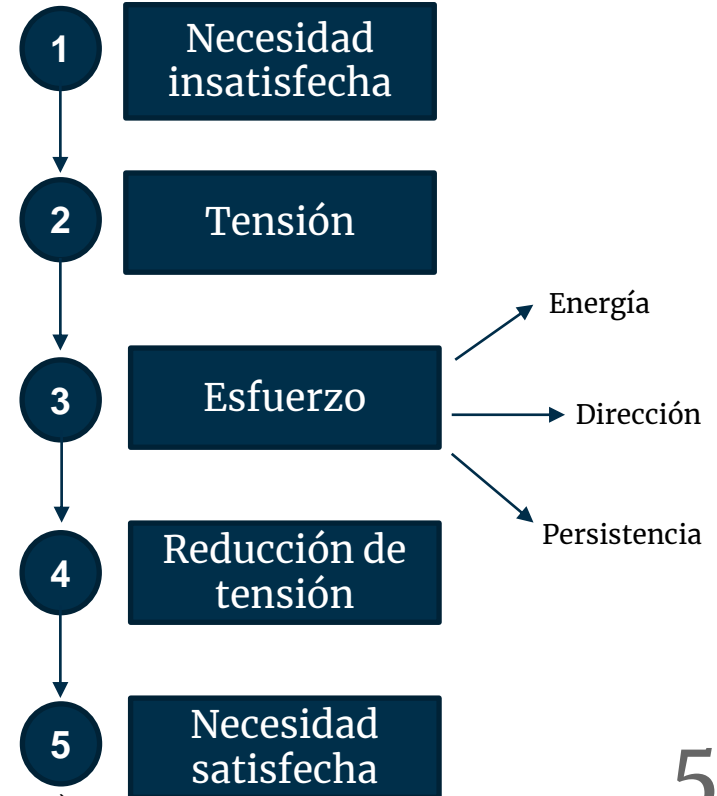 1
Necesidad
insatisfecha
2
Tensión
3
Esfuerzo
Energía
Dirección
Persistencia
4
Reducción de
tensión
5
Necesidad
satisfecha
5